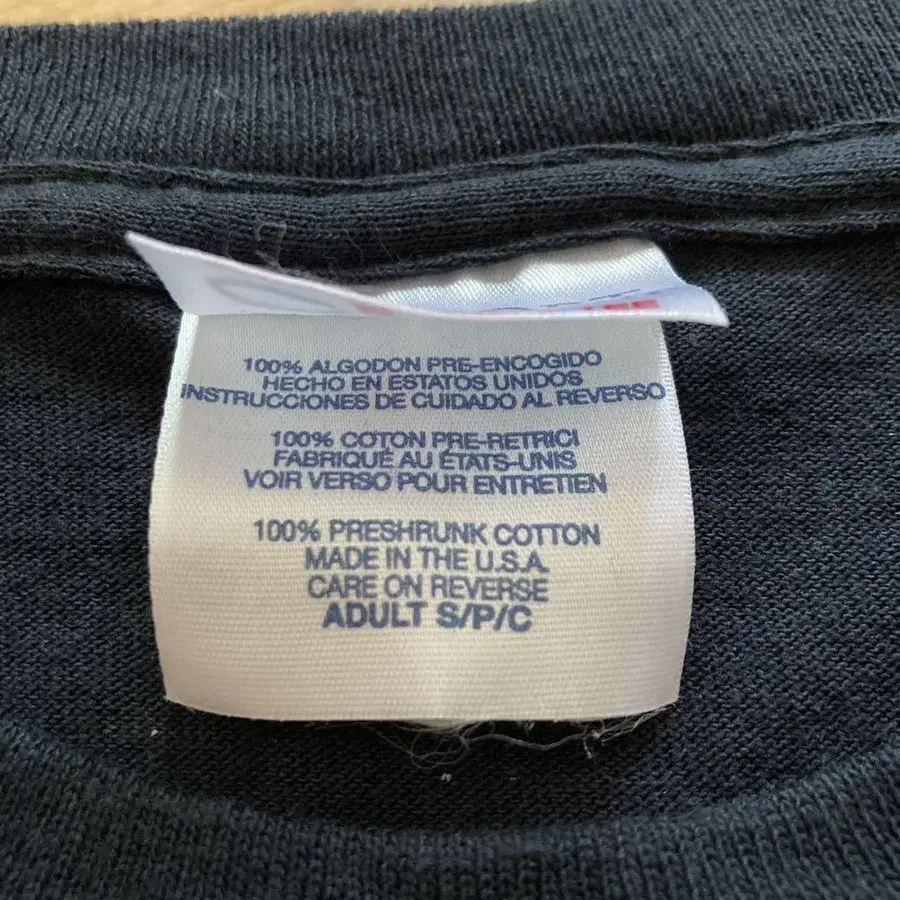 100% ALGODON PRE-ENCOGIDO
HECHO EN ESTATOS UNIDOS
INSTRUCCIONES DE CUIDADO AL REVERSO
100% COTON PRE-RETRICI
FABRIQUÉ AU ÉTATS-UNIS
VOIR VERSO POUR ENTRETIEN
100% PRESHRUNK COTTON
MADE IN THE U.S.A.
CARE ON REVERSE
ADULT S/P/C